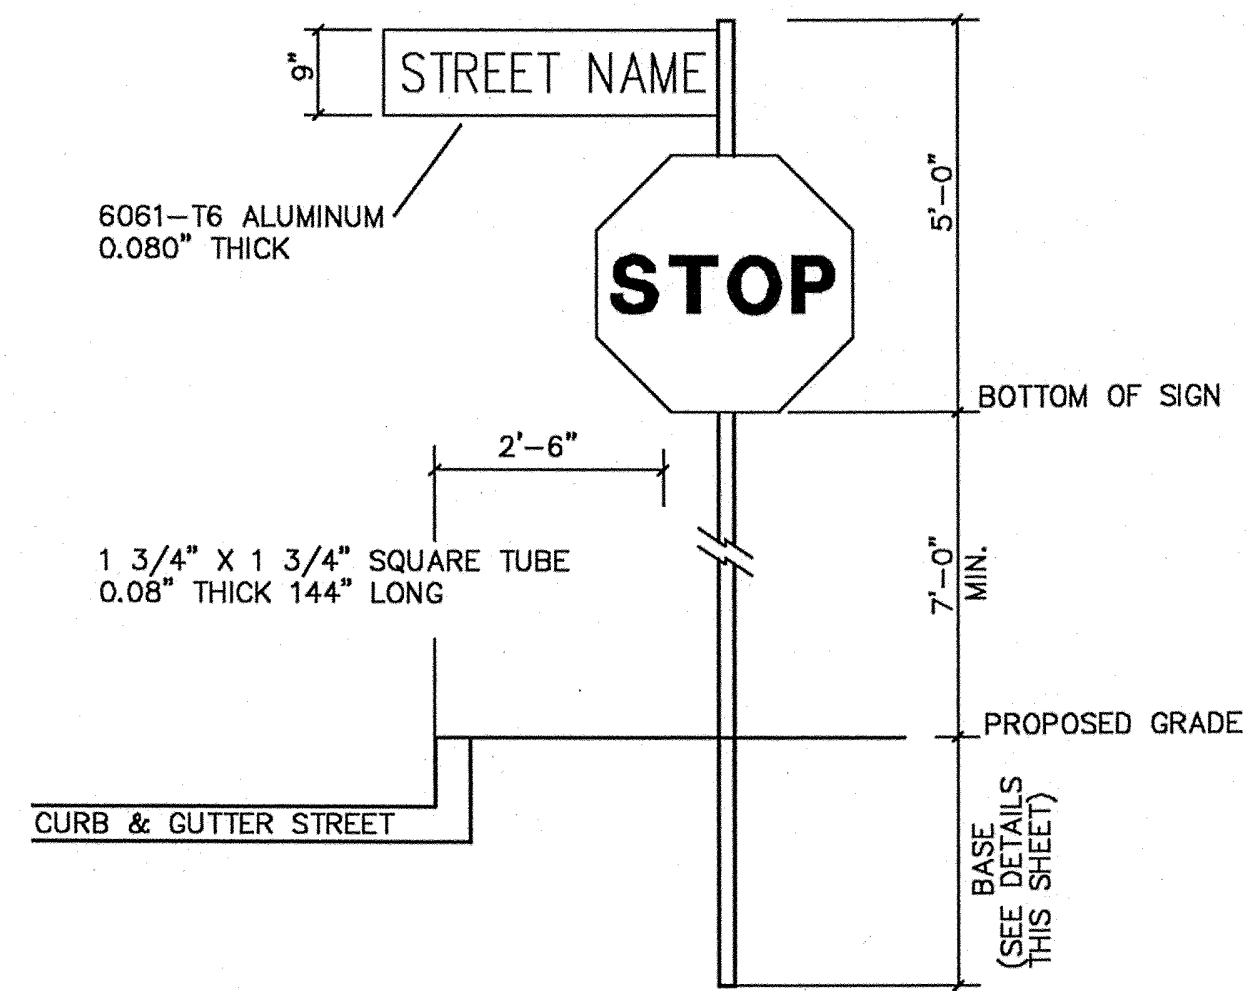 9"
STREET NAME
6061-T6 ALUMINUM
0.080" THICK
STOP
5'-0"
BOTTOM OF SIGN
2'-6"
1 3/4" X 1 3/4" SQUARE TUBE
0.08" THICK 144" LONG
7'-0"
MIN.
PROPOSED GRADE
CURB & GUTTER STREET
BASE
(SEE DETAILS
THIS SHEET)